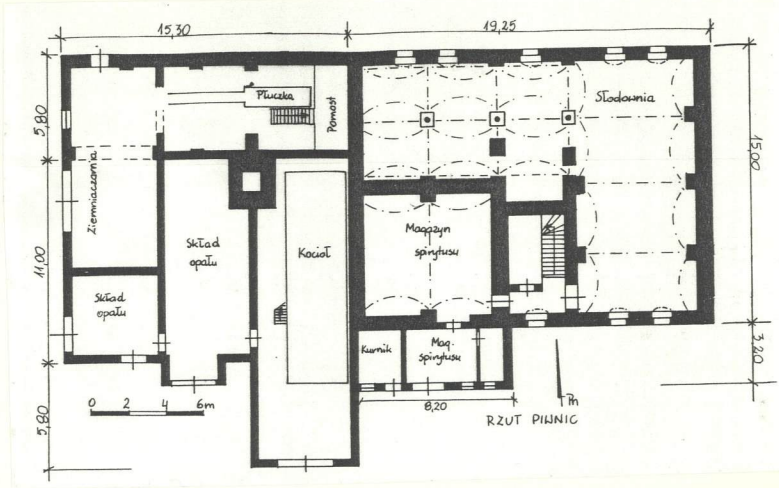 15,30
19,25
5,80
Płuczka
Pomost
Słodownia
15,00
Ziemniaczarnia
Skład
opału
Kocioł
Magazyn
spirytusu
11,00
Skład
opału
Kurnik
Mag.
spirytusu
3,20
0 2 4 6m
8,20
Pn
RZUT PIWNIC
5,80